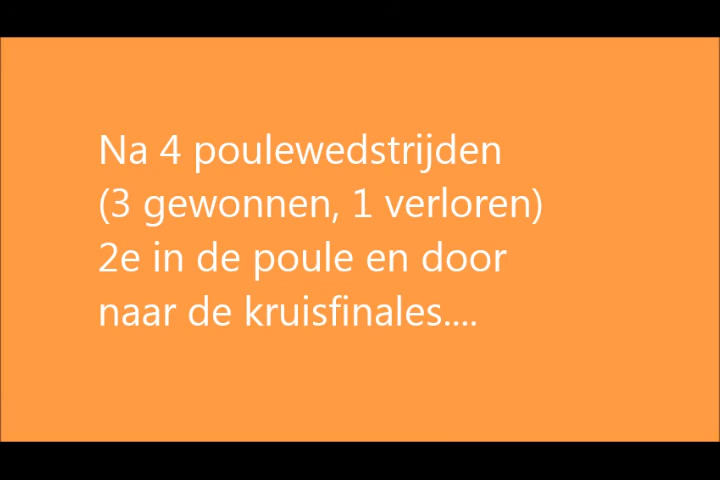 Na 4 poulewedstrijden
(3 gewonnen, 1 verloren)
2e in de poule en door
naar de kruisfinales....